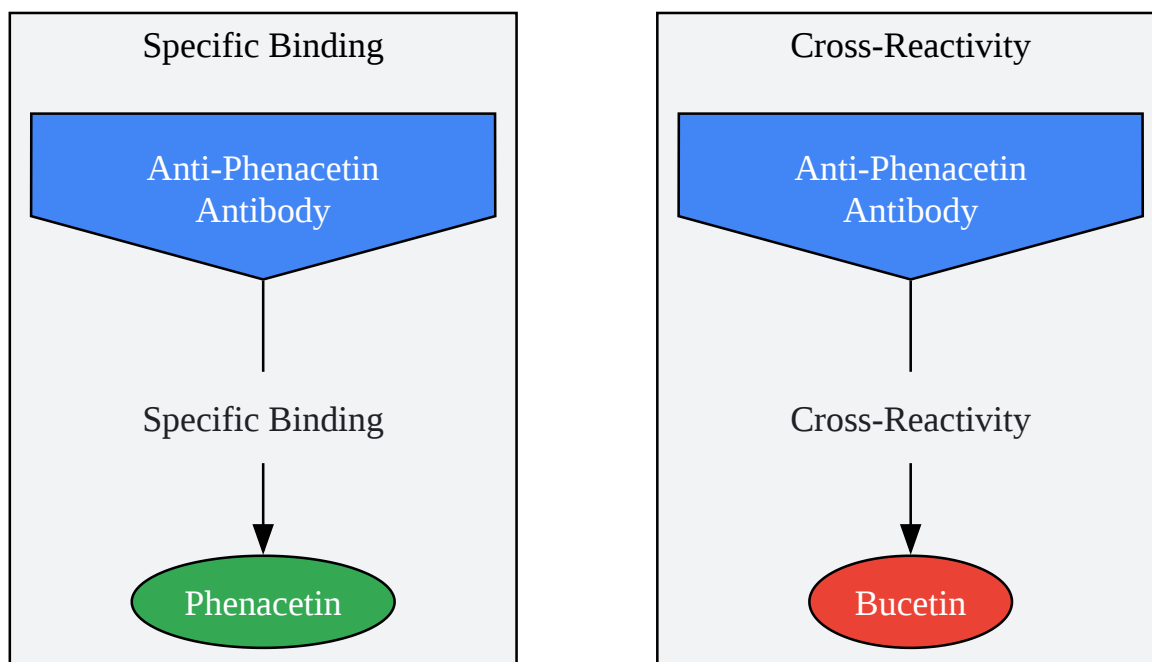 Specific Binding
Anti-Phenacetin
Antibody
Specific Binding
Phenacetin
Cross-Reactivity
Anti-Phenacetin
Antibody
Cross-Reactivity
Bucetin